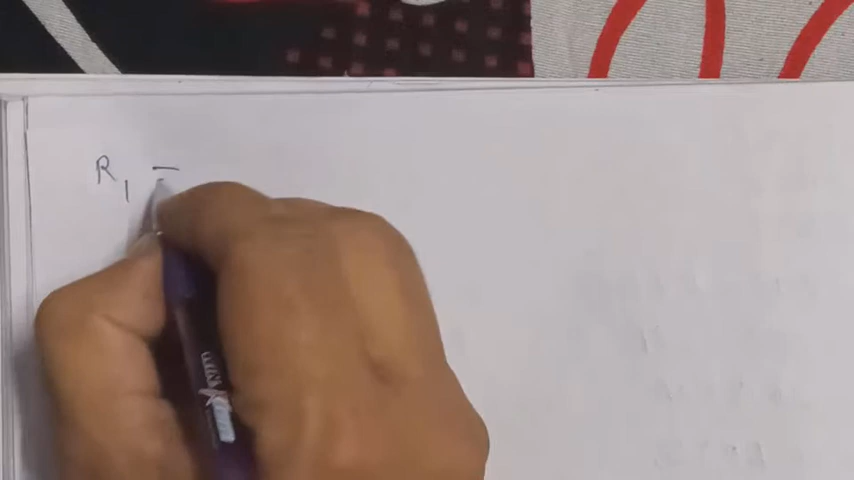 R₁ =